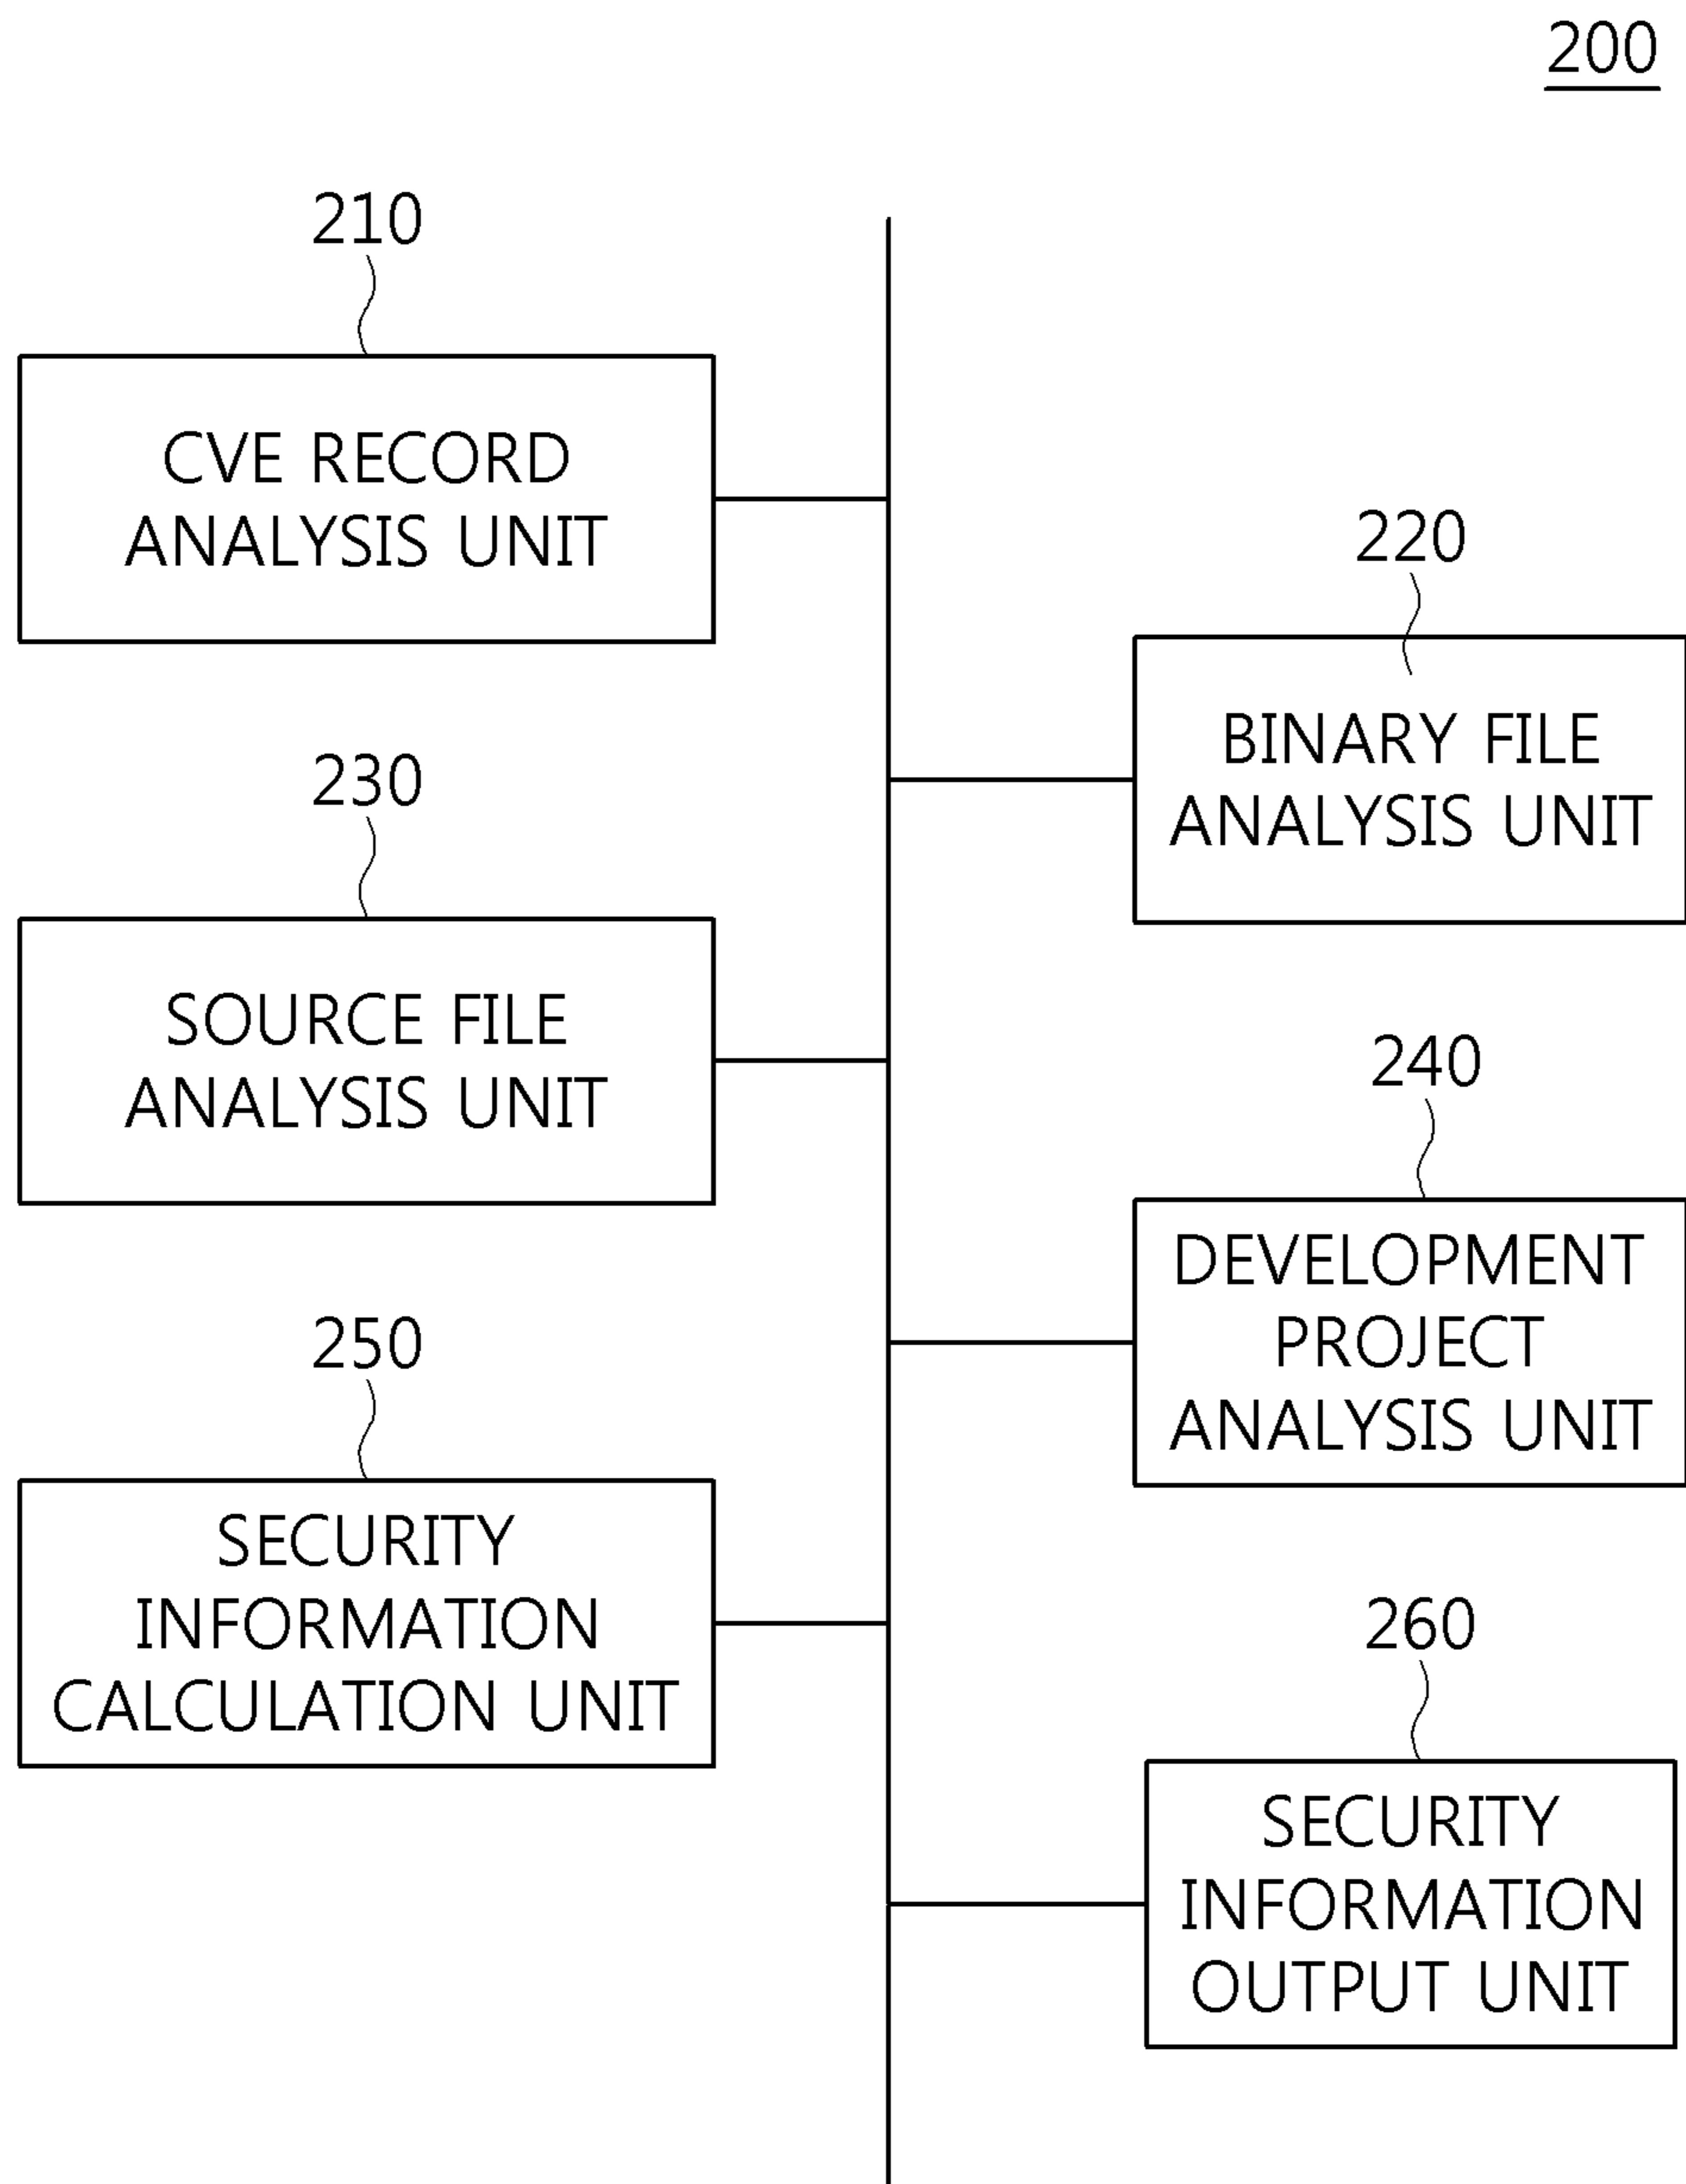 200
210
CVE RECORD
ANALYSIS UNIT
220
BINARY FILE
ANALYSIS UNIT
230
SOURCE FILE
ANALYSIS UNIT
240
DEVELOPMENT
PROJECT
ANALYSIS UNIT
250
SECURITY
INFORMATION
CALCULATION UNIT
260
SECURITY
INFORMATION
OUTPUT UNIT